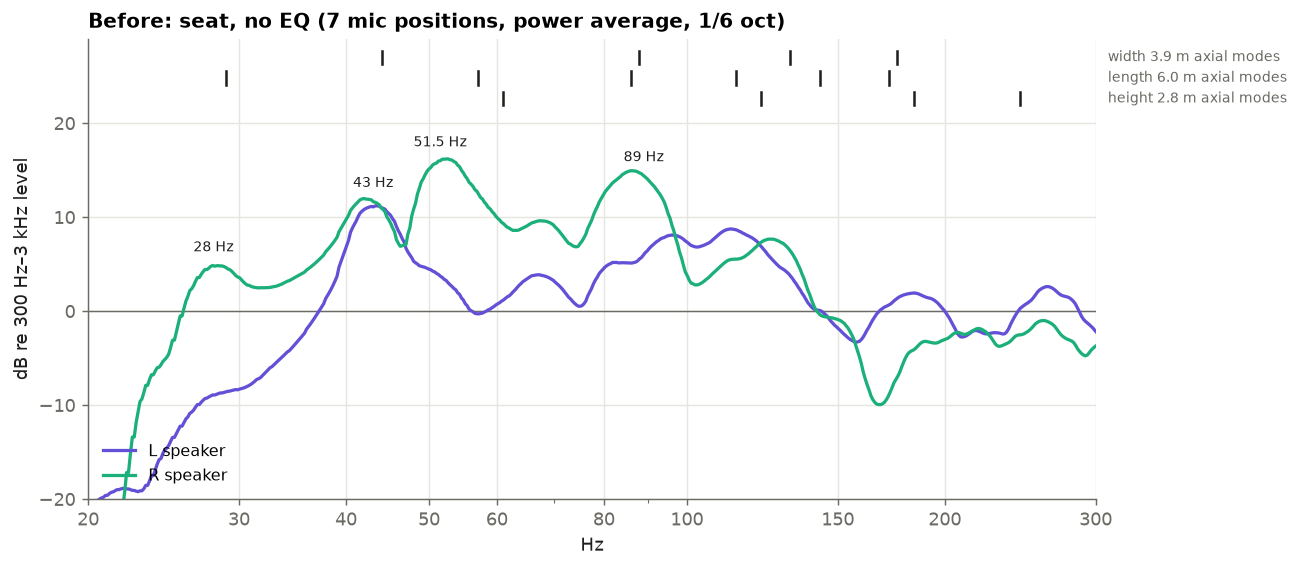 Before: seat, no EQ (7 mic positions, power average, 1/6 oct)
width 3.9 m axial modes
length 6.0 m axial modes
height 2.8 m axial modes
dB re 300 Hz–3 kHz level
20
10
0
−10
−20
28 Hz
43 Hz
51.5 Hz
89 Hz
L speaker
R speaker
20 30 40 50 60 80 100 150 200 300
Hz